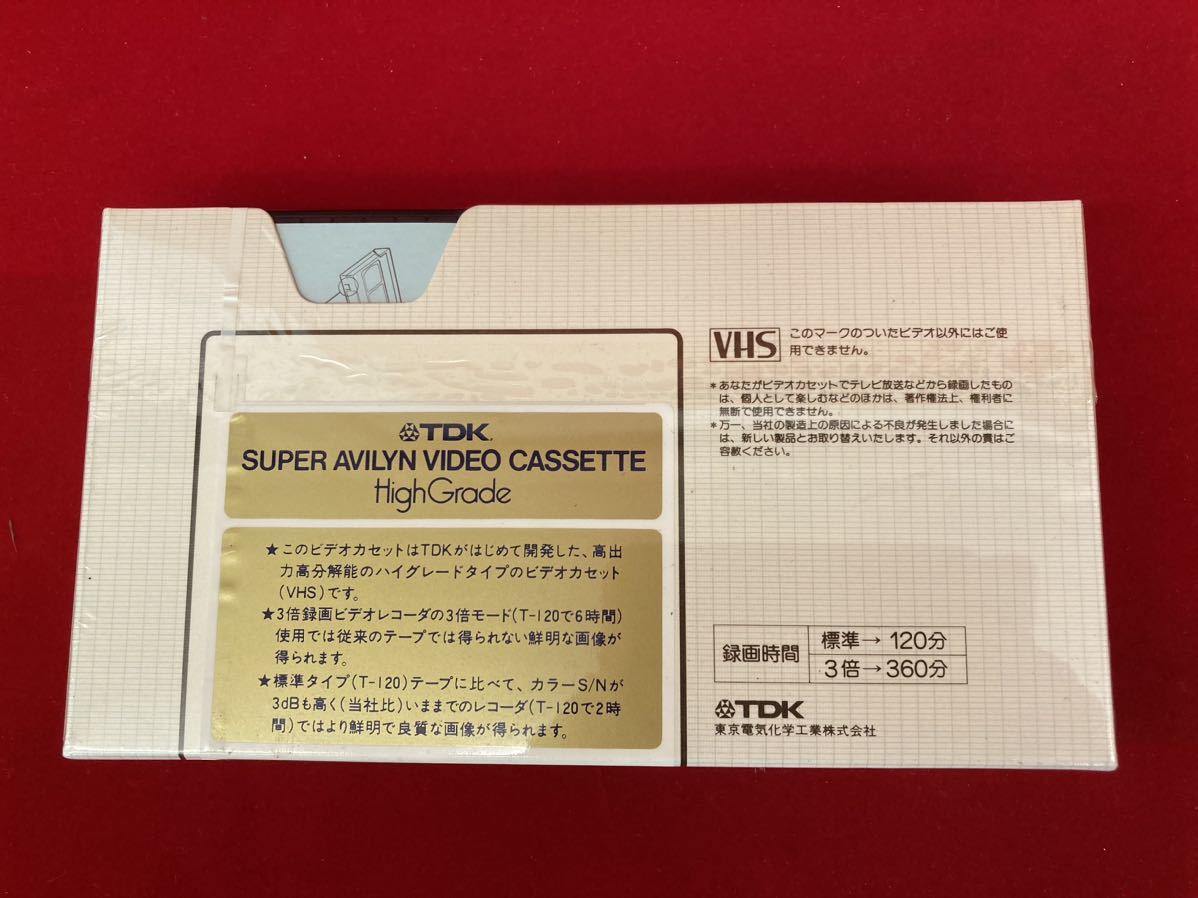 TDK
SUPER AVILYN VIDEO CASSETTE
High Grade
★このビデオカセットはTDKがはじめて開発した、高出
力高分解能のハイグレードタイプのビデオカセット
(VHS)です。
★3倍録画ビデオレコーダの3倍モード(T-120で6時間)
使用では従来のテープでは得られない鮮明な画像が
得られます。
★標準タイプ(T-120)テープに比べて、カラーS/Nが
3dBも高く(当社比)いままでのレコーダ(T-120で2時
間)ではより鮮明で良質な画像が得られます。
VHS このマークのついたビデオ以外にはご使
用できません。
*あなたがビデオカセットでテレビ放送などから録画したもの
は、個人として楽しむなどのほかは、著作権法上、権利者に
無断で使用できません。
*万一、当社の製造上の原因による不良が発生しました場合に
は、新しい製品とお取り替えいたします。それ以外の責はご
容赦ください。
録画時間 標準→120分
3倍→360分
TDK
東京電気化学工業株式会社